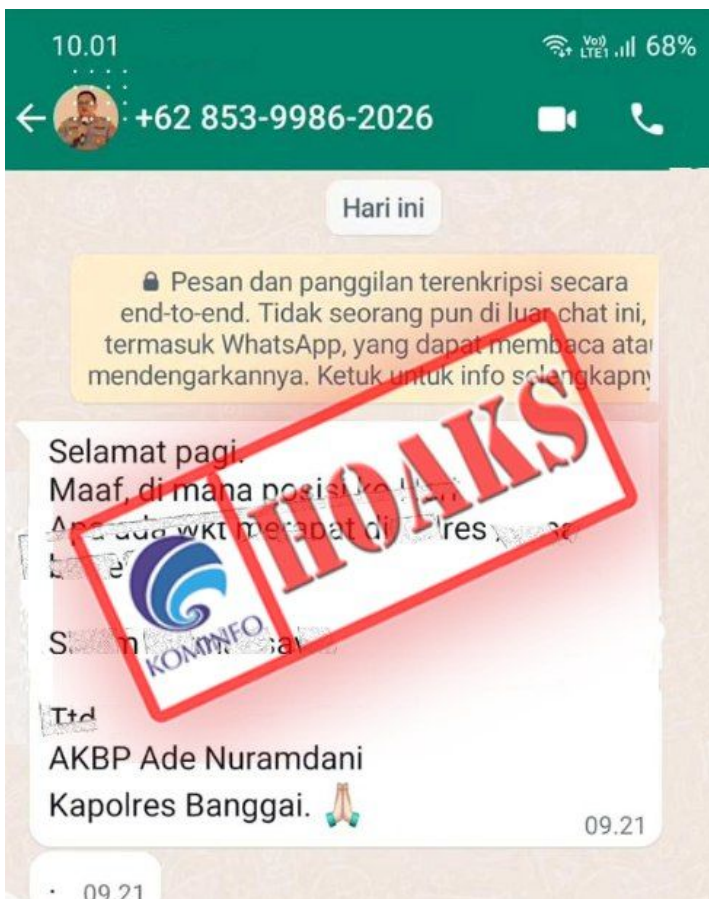 10.01
VoLTE1 68%
+62 853-9986-2026
Hari ini
Pesan dan panggilan terenkripsi secara
end-to-end. Tidak seorang pun di luar chat ini,
termasuk WhatsApp, yang dapat membaca atau
mendengarkannya. Ketuk untuk info selengkapny
Selamat pagi.
Maaf, di mana posisi
wkt merapat di
HOAKS
KOMINFO
Ttd
AKBP Ade Nuramdani
Kapolres Banggai. 🙏🏻
09.21
09.21